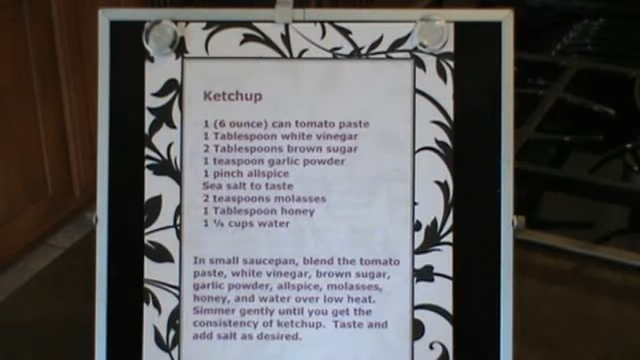 Ketchup
1 (6 ounce) can tomato paste
1 Tablespoon white vinegar
2 Tablespoons brown sugar
1 teaspoon garlic powder
1 pinch allspice
Sea salt to taste
2 teaspoons molasses
1 Tablespoon honey
1 ¼ cups water
In small saucepan, blend the tomato
paste, white vinegar, brown sugar,
garlic powder, allspice, molasses,
honey, and water over low heat.
Simmer gently until you get the
consistency of ketchup. Taste and
add salt as desired.